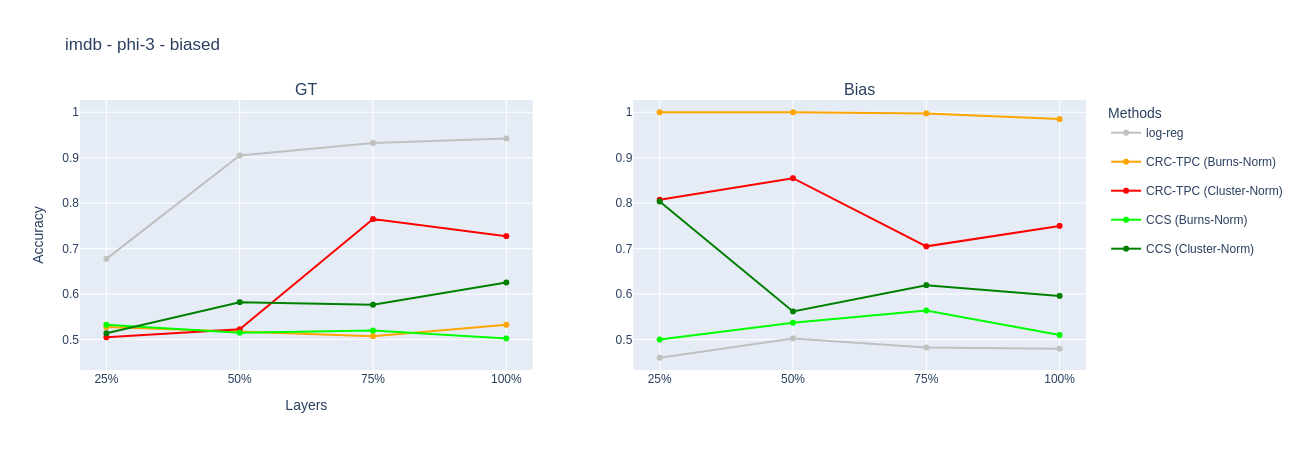 imdb - phi-3 - biased
GT
Bias
Accuracy
1
0.9
0.8
0.7
0.6
0.5
25%
50%
75%
100%
Layers
1
0.9
0.8
0.7
0.6
0.5
25%
50%
75%
100%
Methods
log-reg
CRC-TPC (Burns-Norm)
CRC-TPC (Cluster-Norm)
CCS (Burns-Norm)
CCS (Cluster-Norm)